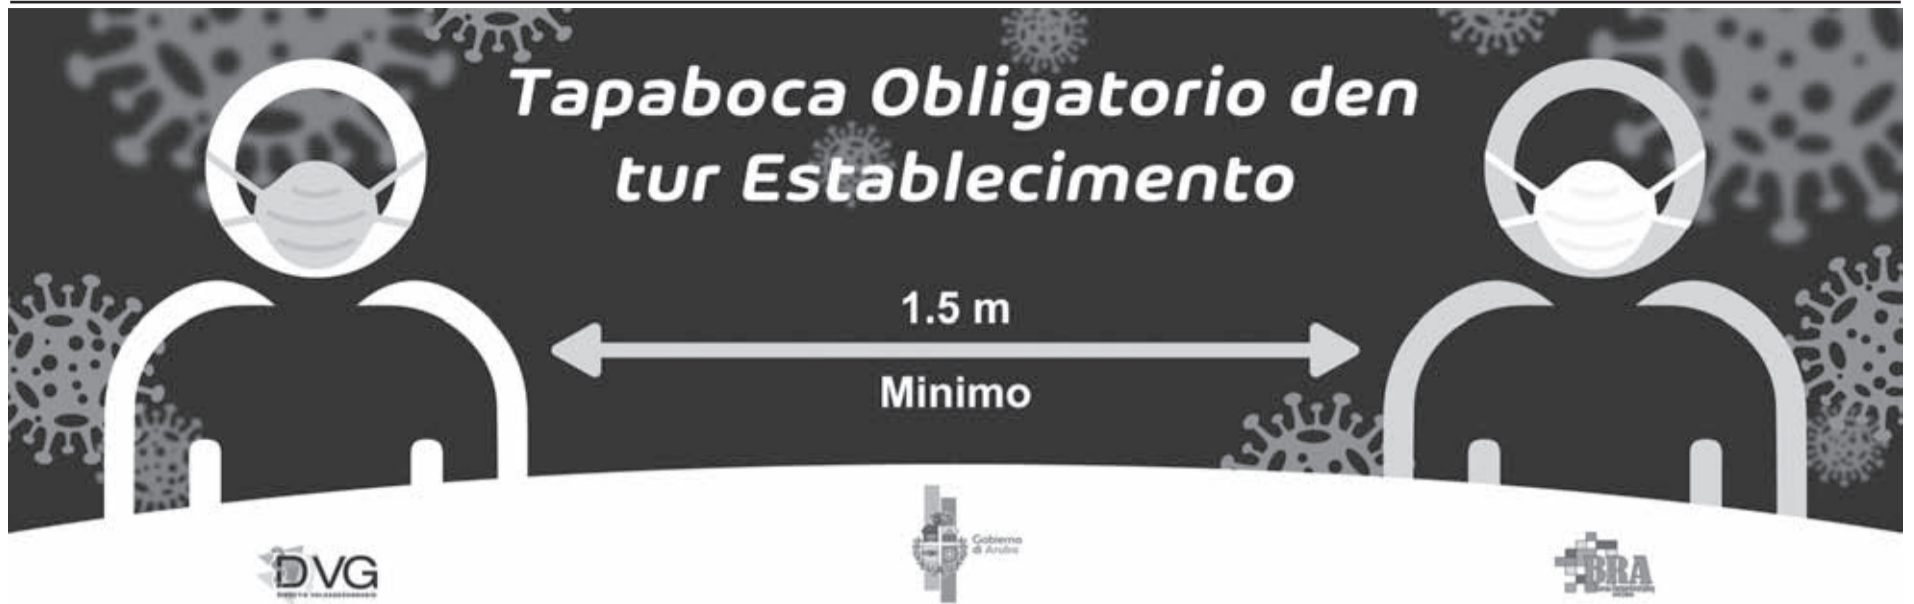 Tapaboca Obligatorio den
tur Establecimento
1.5 m
Minimo
DVG
Gobierno
di Aruba
BRA